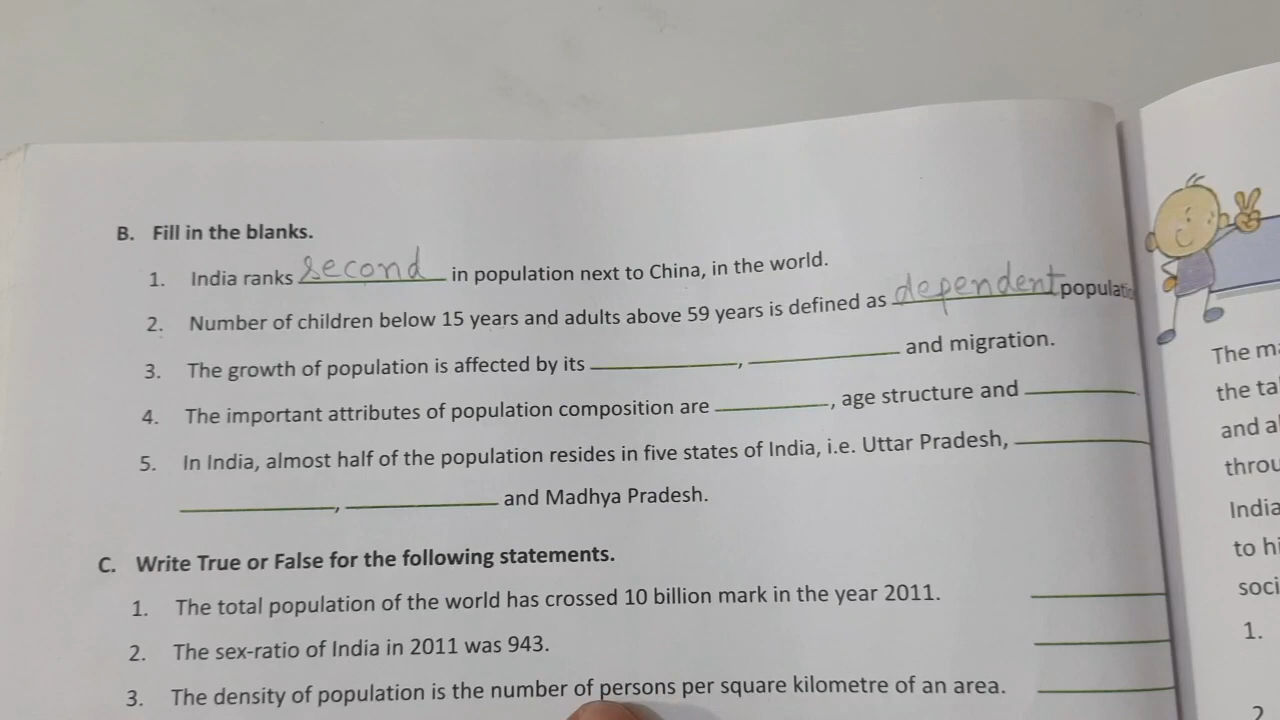 B. Fill in the blanks.
1. India ranks second in population next to China, in the world.
2. Number of children below 15 years and adults above 59 years is defined as dependent
3. The growth of population is affected by its ________, ________ and migration.
4. The important attributes of population composition are ________, age structure and ________
5. In India, almost half of the population resides in five states of India, i.e. Uttar Pradesh, ________
________, ________ and Madhya Pradesh.
C. Write True or False for the following statements.
1. The total population of the world has crossed 10 billion mark in the year 2011. ________
2. The sex-ratio of India in 2011 was 943. ________
3. The density of population is the number of persons per square kilometre of an area. ________
The
the
and
India
to
1.
2